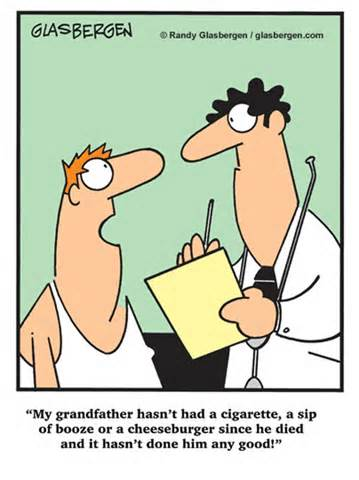 GLASBERGEN
© Randy Glasbergen / glasbergen.com
"My grandfather hasn't had a cigarette, a sip
of booze or a cheeseburger since he died
and it hasn't done him any good!"